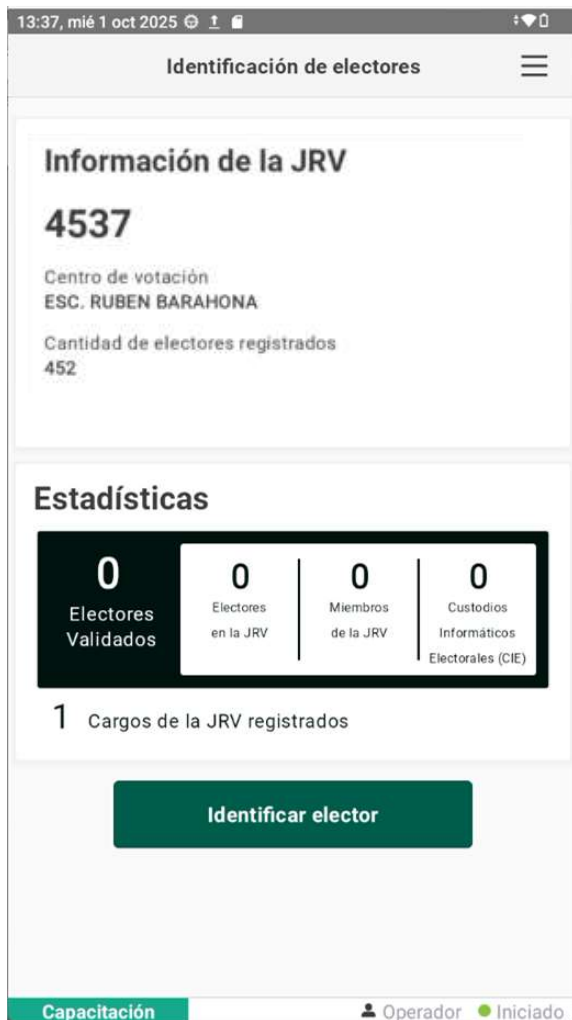 13:37, mié 1 oct 2025
Identificación de electores
Información de la JRV
4537
Centro de votación
ESC. RUBEN BARAHONA
Cantidad de electores registrados
452
Estadísticas
0
Electores
Validados
0
Electores
en la JRV
0
Miembros
de la JRV
0
Custodios
Informáticos
Electorales (CIE)
1 Cargos de la JRV registrados
Identificar elector
Capacitación Operador Iniciado